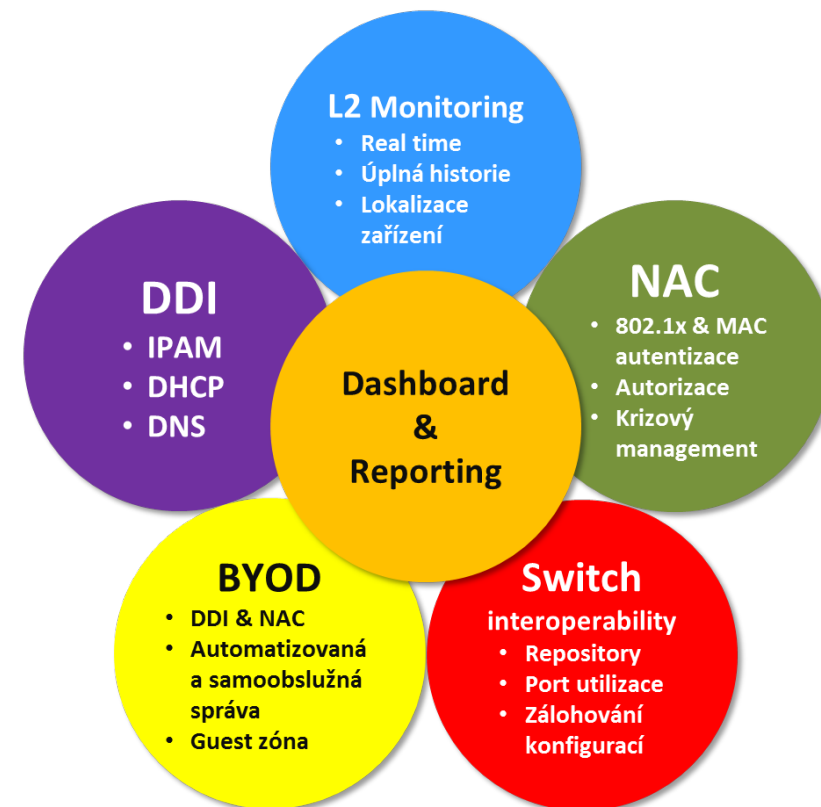 L2 Monitoring
• Real time
• Úplná historie
• Lokalizace
zařízení
DDI
• IPAM
• DHCP
• DNS
NAC
• 802.1x & MAC
autentizace
• Autorizace
• Krizový
management
Dashboard
&
Reporting
BYOD
• DDI & NAC
• Automatizovaná
a samoobslužná
správa
• Guest zóna
Switch
interoperability
• Repository
• Port utilizace
• Zálohování
konfigurací